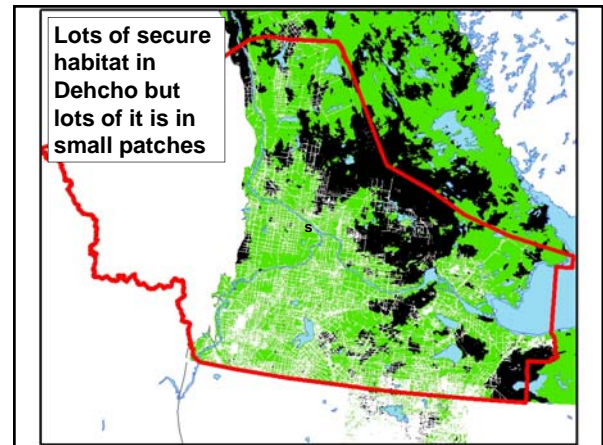 Lots of secure
habitat in
Dehcho but
lots of it is in
small patches
s